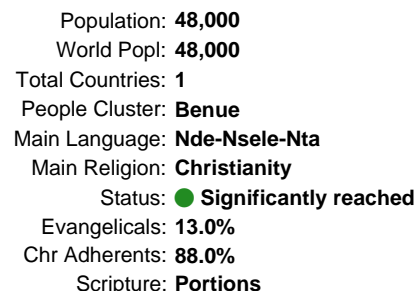 Population: 48,000
World Popl: 48,000
Total Countries: 1
People Cluster: Benue
Main Language: Nde-Nsele-Nta
Main Religion: Christianity
Status: Significantly reached
Evangelicals: 13.0%
Chr Adherents: 88.0%
Scripture: Portions